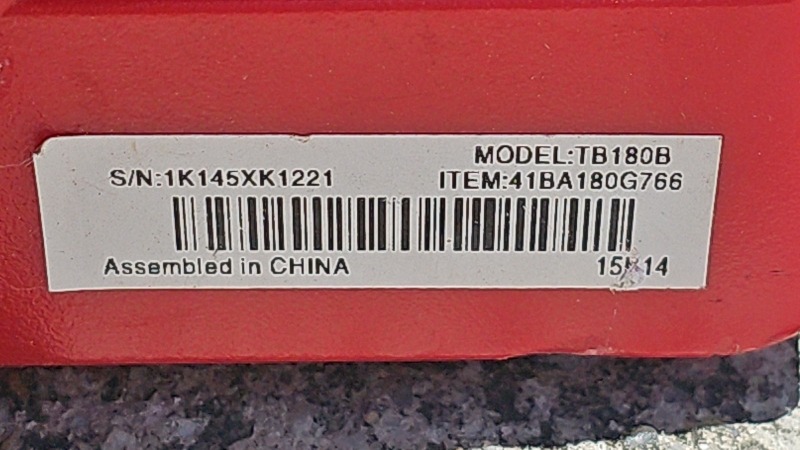 MODEL:TB180B
S/N:1K145XK1221
ITEM:41BA180G766
Assembled in CHINA